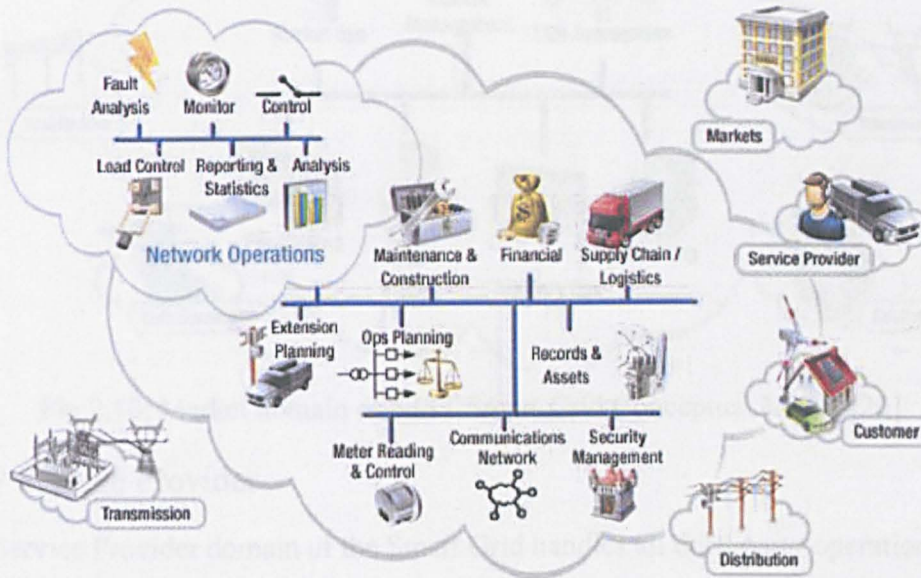 Fault
Analysis
Monitor
Control
Load Control
Reporting &
Statistics
Analysis
Network Operations
Maintenance &
Construction
Financial
Supply Chain /
Logistics
Markets
Service Provider
Extension
Planning
Ops Planning
Records &
Assets
Customer
Meter Reading
& Control
Communications
Network
Security
Management
Transmission
Distribution